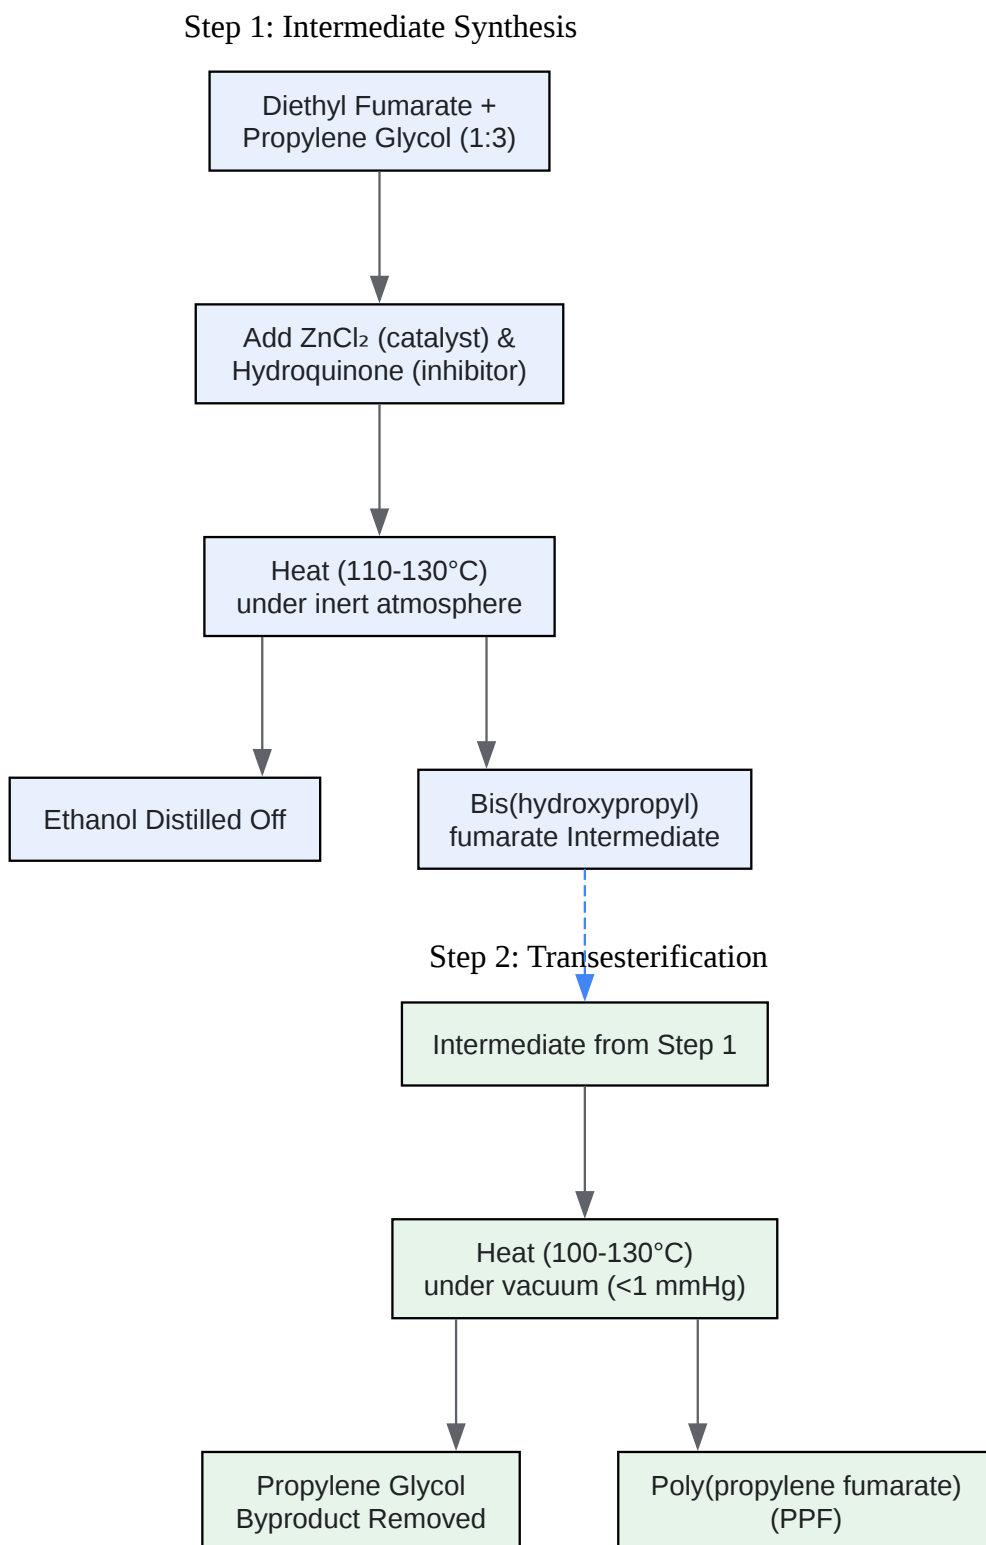 Step 1: Intermediate Synthesis
Diethyl Fumarate +
Propylene Glycol (1:3)
Add ZnCl₂ (catalyst) &
Hydroquinone (inhibitor)
Heat (110-130°C)
under inert atmosphere
Ethanol Distilled Off
Bis(hydroxypropyl)
fumarate Intermediate
Step 2: Transesterification
Intermediate from Step 1
Heat (100-130°C)
under vacuum (<1 mmHg)
Propylene Glycol
Byproduct Removed
Poly(propylene fumarate)
(PPF)